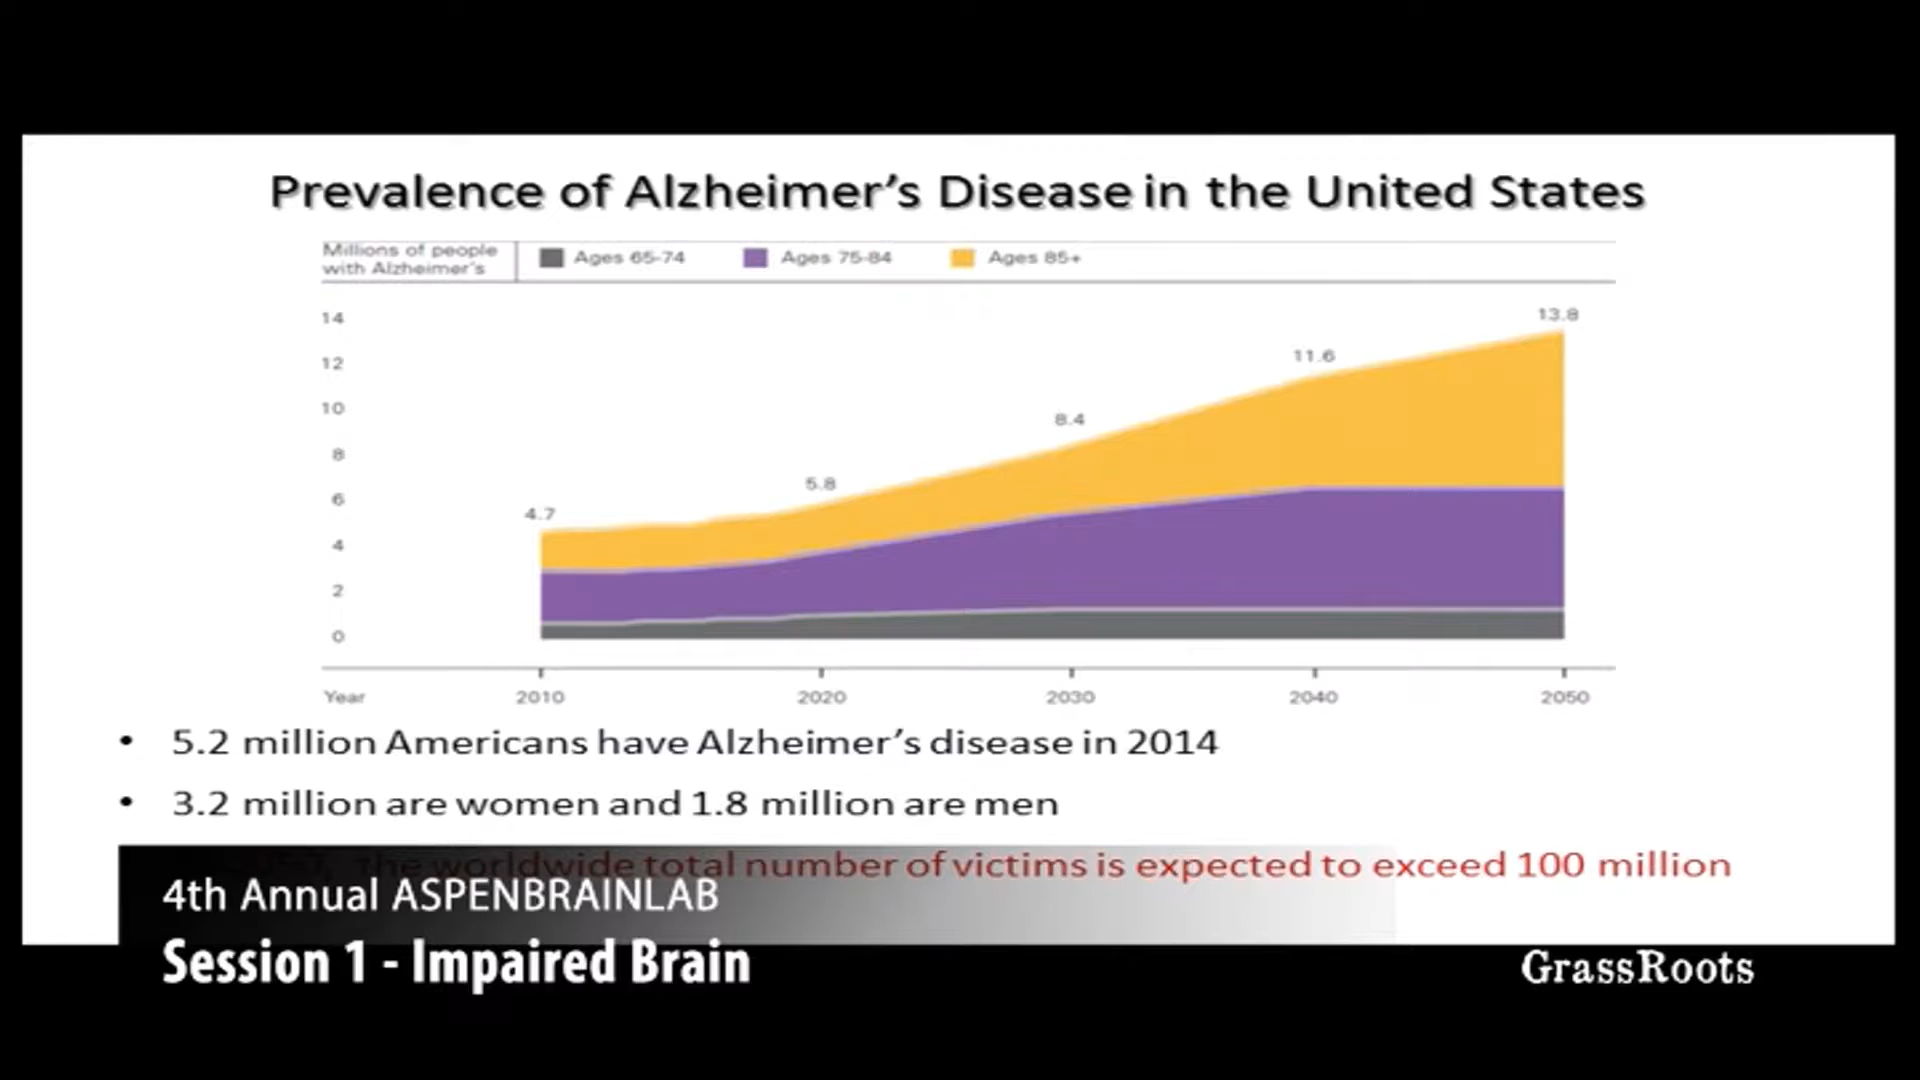 Prevalence of Alzheimer's Disease in the United States
Millions of people
with Alzheimer's
Ages 65-74 Ages 75-84 Ages 85+
14
13.8
12
11.6
10
8.4
8
6
5.8
4.7
4
2
0
Year 2010 2020 2030 2040 2050
• 5.2 million Americans have Alzheimer's disease in 2014
• 3.2 million are women and 1.8 million are men
the worldwide total number of victims is expected to exceed 100 million
4th Annual ASPENBRAINLAB
Session 1 - Impaired Brain
GrassRoots